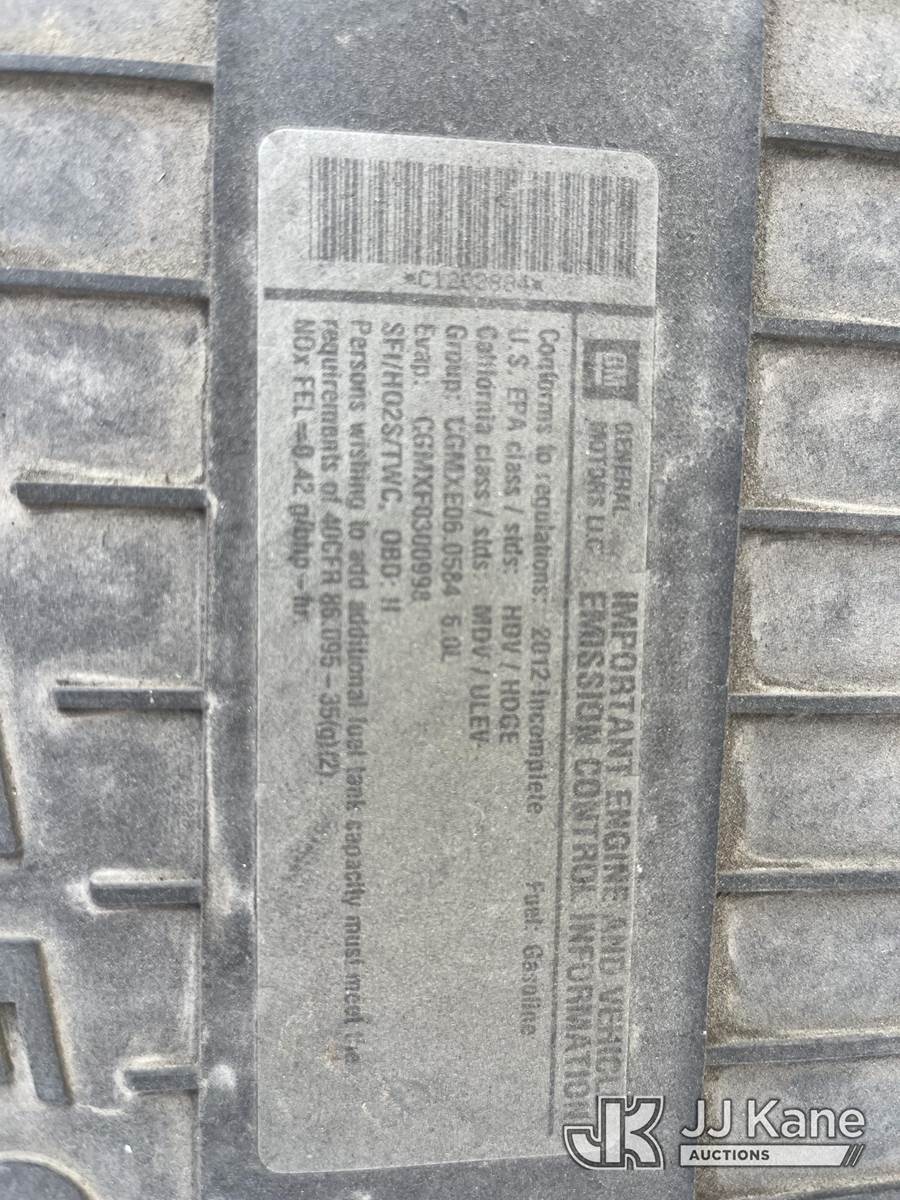 GM GENERAL MOTORS LLC
IMPORTANT ENGINE AND VEHICLE
EMISSION CONTROL INFORMATION
Conforms to regulations: 2012 Incomplete Fuel: Gasoline
U.S. EPA class / stds: HDV / HDGE
California class / stds: MDV / ULEV
Group: CGMXE06.0584 6.0L
Evap: CGMXF0300998
SFI/HO2S/TWC, OBD II
Persons wishing to add additional fuel tank capacity must meet the
requirements of 40CFR 86.095-35(g)(2)
NOx FEL=0.42 g/bhp-hr
JK JJ Kane
AUCTIONS